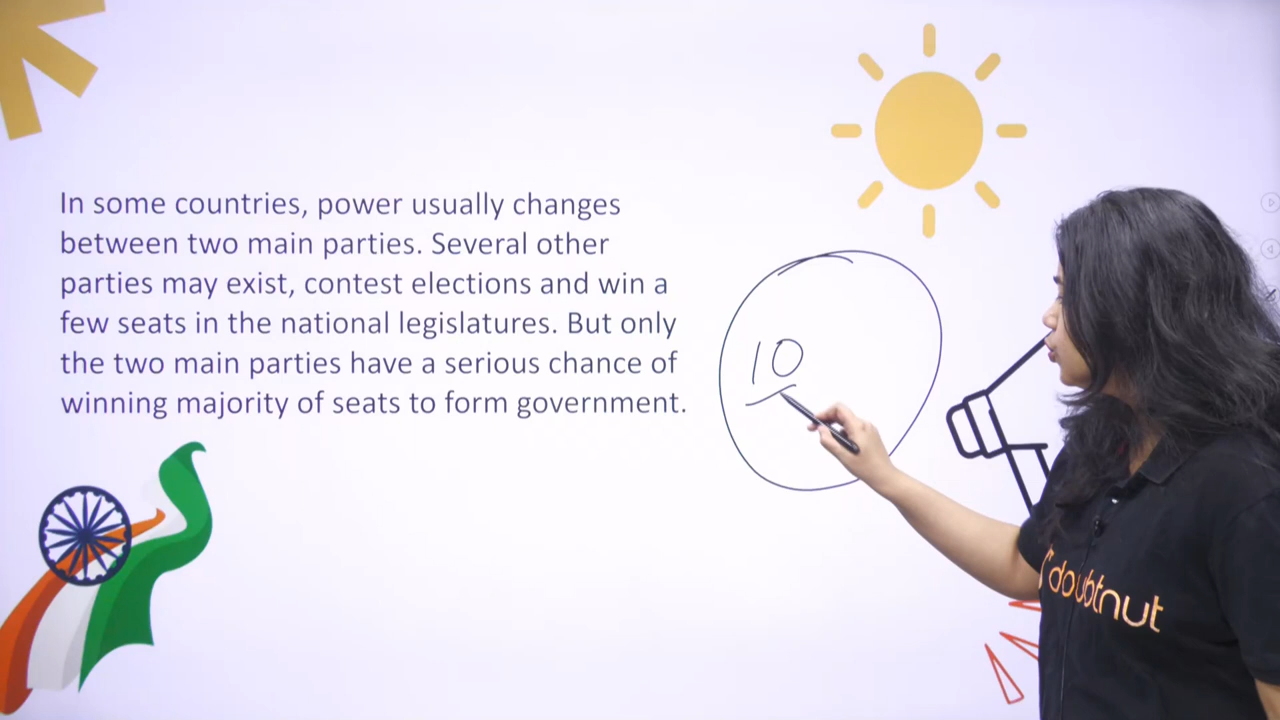 In some countries, power usually changes
between two main parties. Several other
parties may exist, contest elections and win a
few seats in the national legislatures. But only
the two main parties have a serious chance of
winning majority of seats to form government.
10
doubtnut